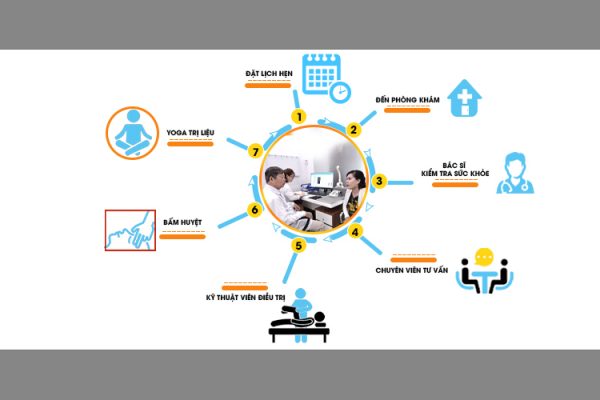 ĐẶT LỊCH HẸN
1
ĐẾN PHÒNG KHÁM
2
BÁC SĨ
KIỂM TRA SỨC KHỎE
3
CHUYÊN VIÊN TƯ VẤN
4
KỸ THUẬT VIÊN ĐIỀU TRỊ
5
BẤM HUYỆT
6
YOGA TRỊ LIỆU
7